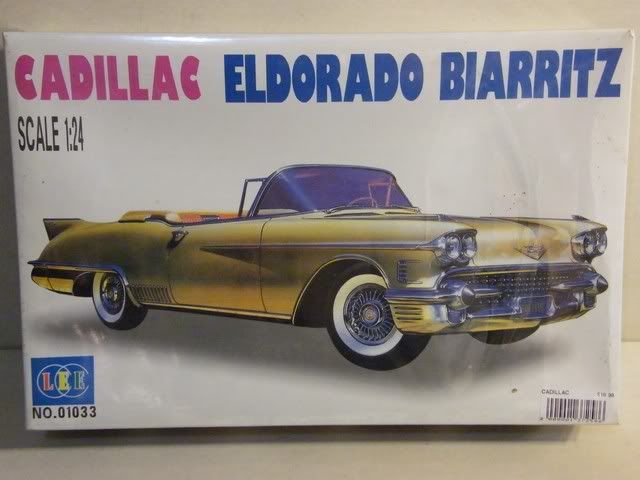 CADILLAC ELDORADO BIARRITZ
SCALE 1:24
LEE
NO.01033
CADILLAC